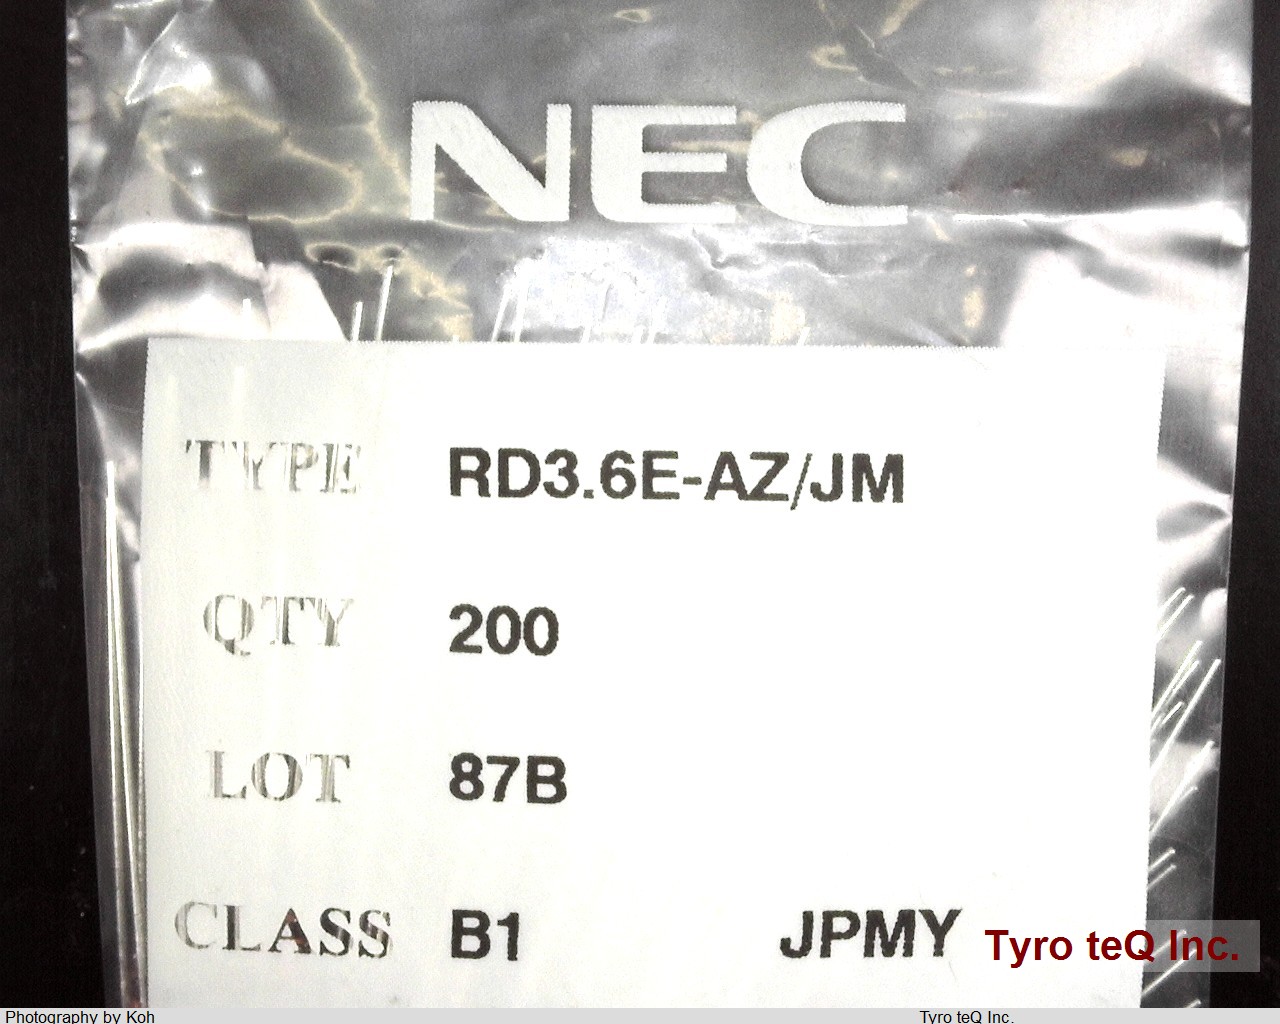 NEC
TYPE RD3.6E-AZ/JM
QTY 200
LOT 87B
CLASS B1 JPMY
Tyro teQ Inc.
Photography by Koh Tyro teQ Inc.